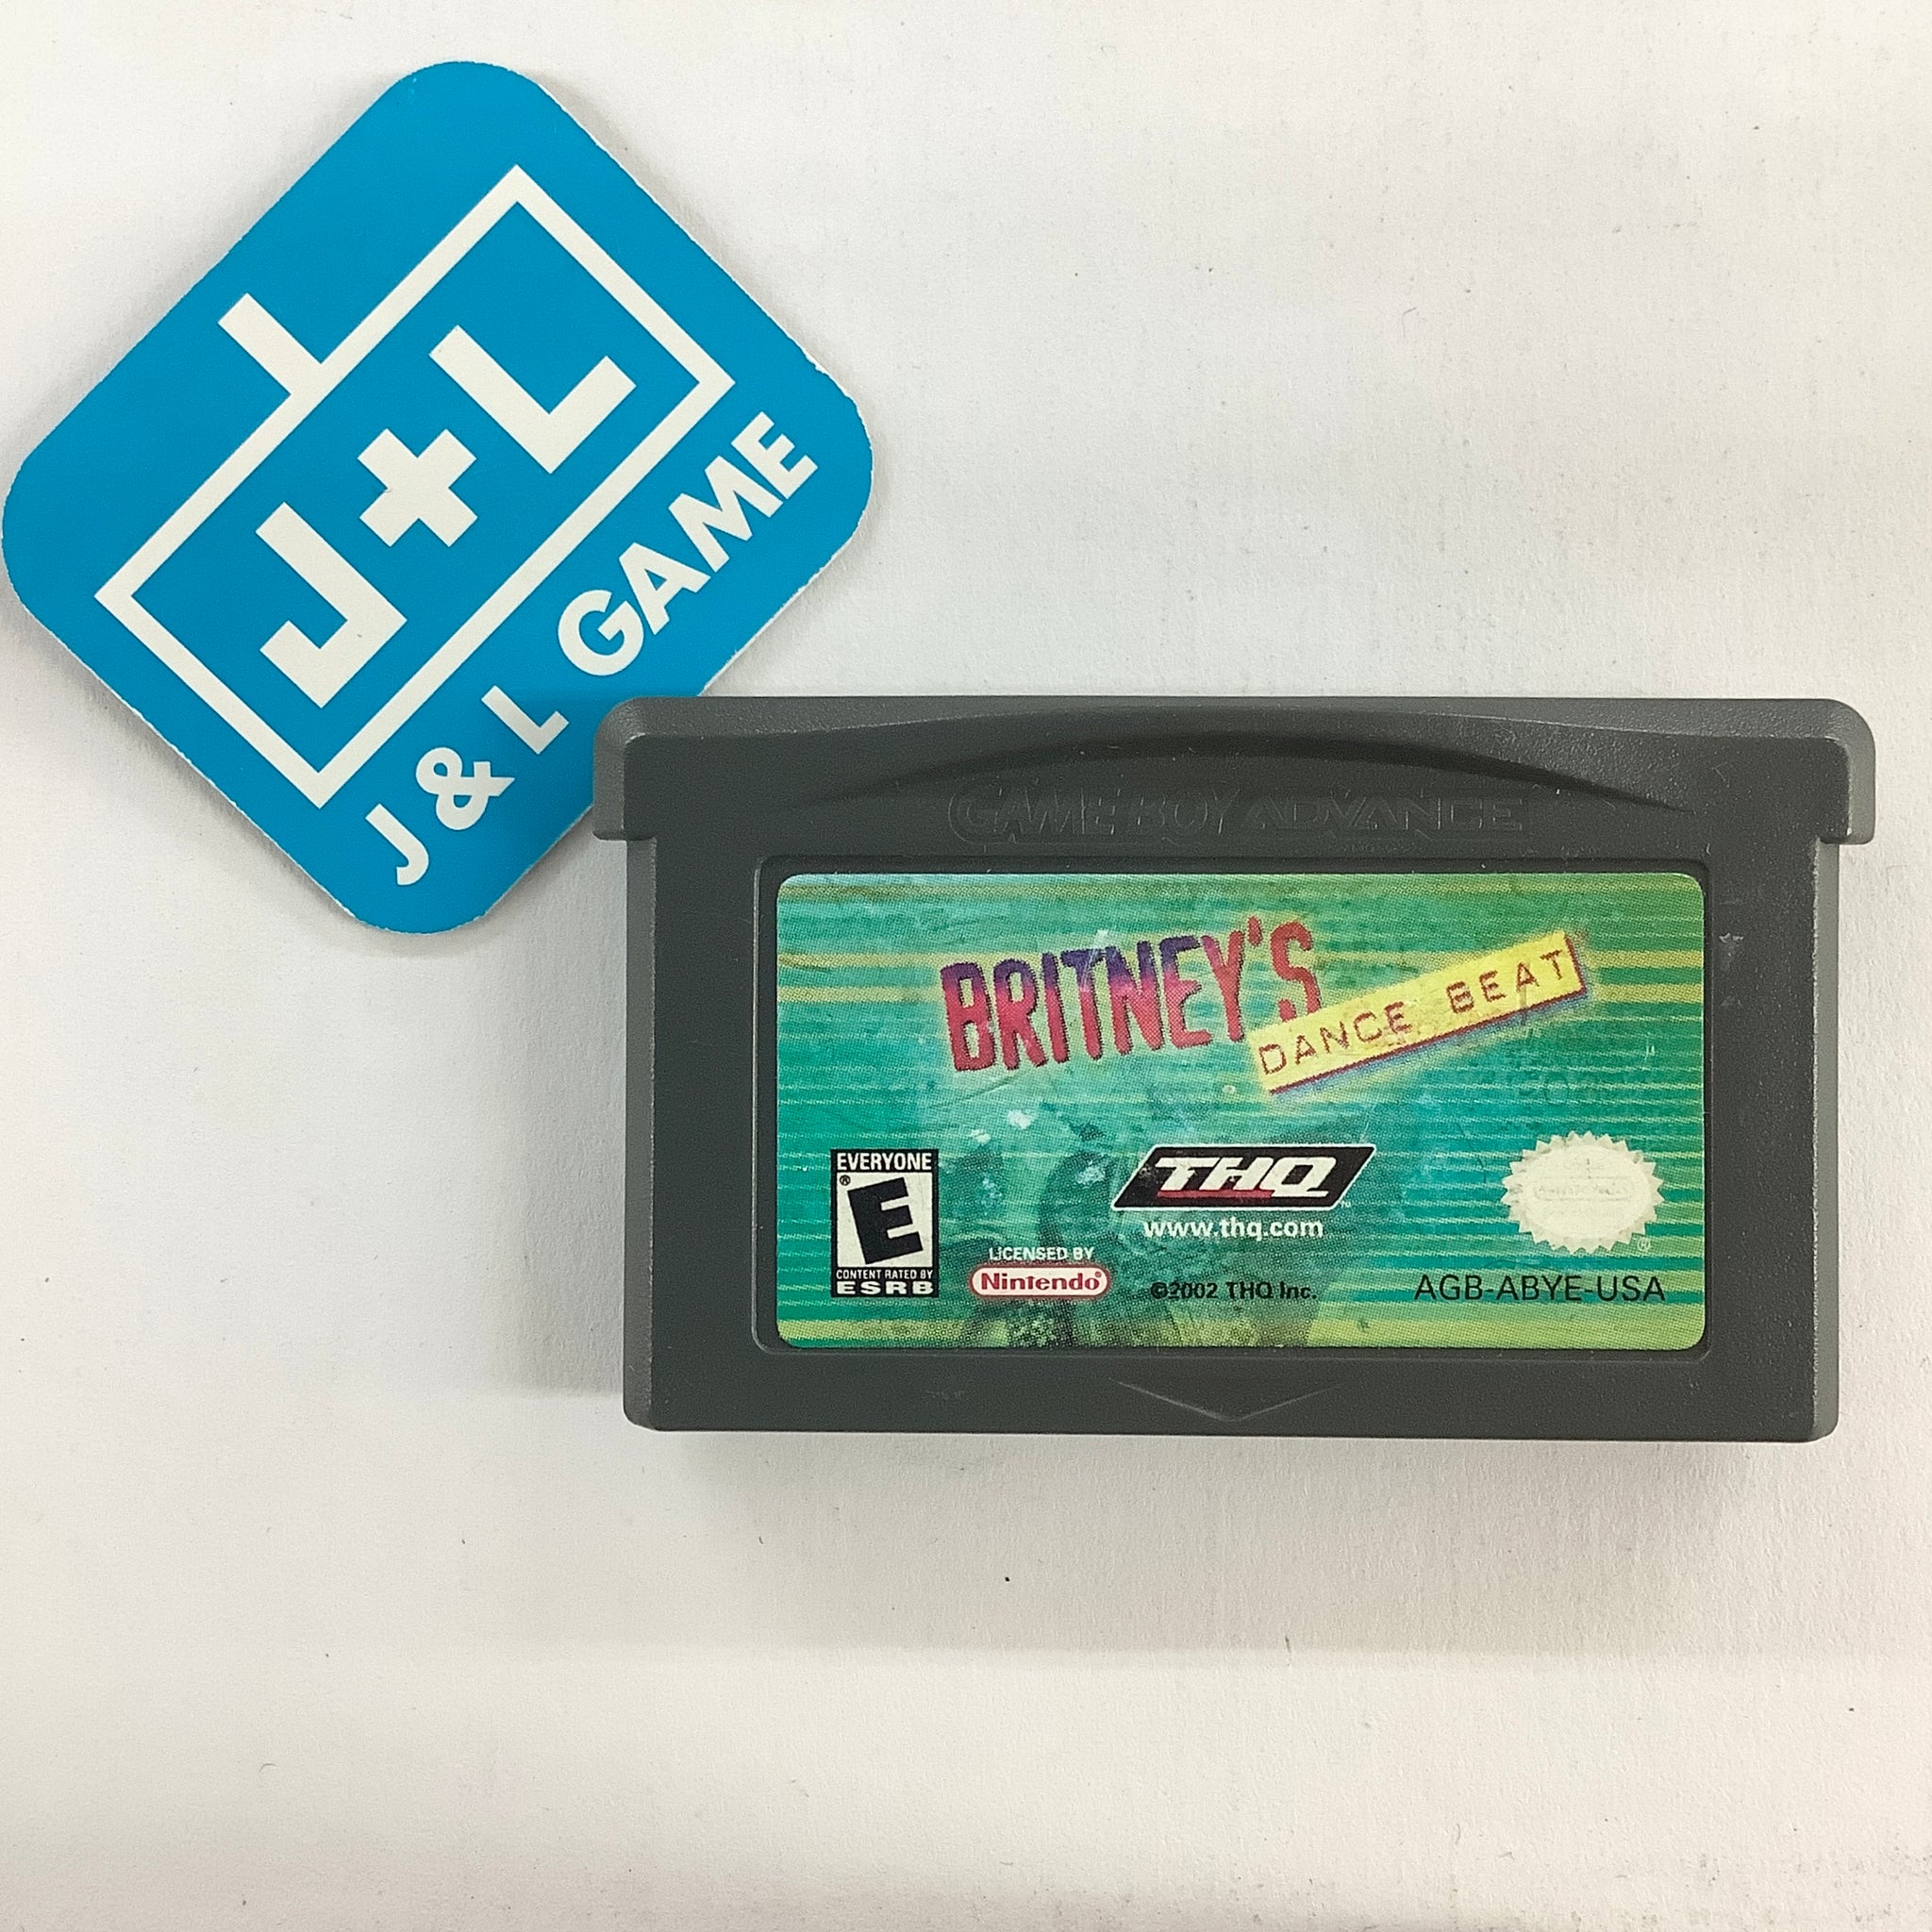 J+L
J & L GAME
GAME BOY ADVANCE
BRITNEY'S
DANCE BEAT
EVERYONE
E
®
CONTENT RATED BY
ESRB
THQ™
www.thq.com
LICENSED BY
Nintendo®
©2002 THQ Inc.
®
AGB-ABYE-USA